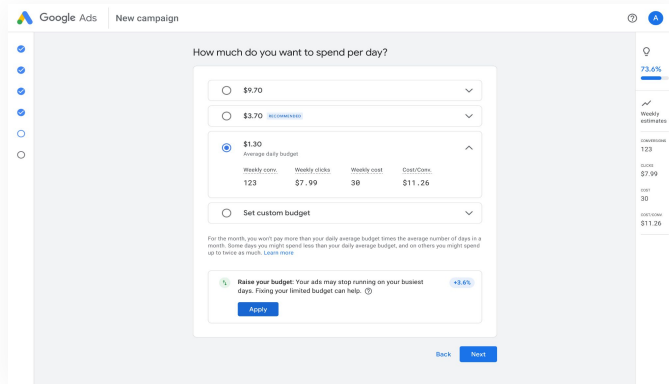 Google Ads
New campaign
A
How much do you want to spend per day?
$9.70
$3.70 RECOMMENDED
$1.30
Average daily budget
Weekly conv. Weekly clicks Weekly cost Cost/Conv.
123 $7.99 30 $11.26
Set custom budget
For the month, you won't pay more than your daily average budget times the average number of days in a
month. Some days you might spend less than your daily average budget, and on others you might spend
up to twice as much. Learn more
Raise your budget: Your ads may stop running on your busiest
days. Fixing your limited budget can help.
+3.6%
Apply
Back Next
73.6%
Weekly
estimates
CONVERSIONS
123
CLICKS
$7.99
COST
30
COST/CONV.
$11.26